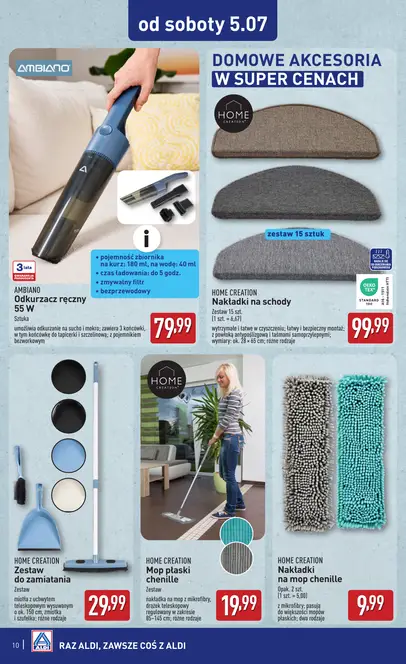 od soboty 5.07
AMBIANO
DOMOWE AKCESORIA
W SUPER CENACH
HOME
CREATION
zestaw 15 sztuk
i
• pojemność zbiornika
na kurz: 180 ml, na wodę: 40 ml
• czas ładowania: do 5 godz.
• zmywalny filtr
• bezprzewodowy
3 lata
AMBIANO
Odkurzacz ręczny
55 W
Sztuka
umożliwia odkurzanie na sucho i mokro; zawiera 3 końcówki,
w tym końcówkę do tapicerki i szczelinową; z pojemnikiem
bezworkowym
79,99
HOME CREATION
Nakładki na schody
Zestaw 15 szt.
(1 szt. = 6,67)
wytrzymałe i łatwe w czyszczeniu; łatwy i bezpieczny montaż;
z powłoką antypoślizgową i taśmami samoprzylepnymi;
wymiary: ok. 28 × 65 cm; różne rodzaje
OEKO
TEX®
STANDARD
100
99,99
HOME CREATION
Zestaw
do zamiatania
Zestaw
miotła z uchwytem
teleskopowym wysuwanym
o ok. 150 cm, zmiotka
i szufelka; różne rodzaje
29,99
HOME
CREATION
HOME CREATION
Mop płaski
chenille
Zestaw
nakładka na mop z mikrofibry,
drążek teleskopowy
regulowany w zakresie
85–145 cm; różne rodzaje
19,99
HOME CREATION
Nakładki
na mop chenille
Opak. 2 szt.
(1 szt. = 5,00)
z mikrofibry; pasują
do większości mopów
płaskich; dwa rodzaje
9,99
10
ALDI
RAZ ALDI, ZAWSZE COŚ Z ALDI